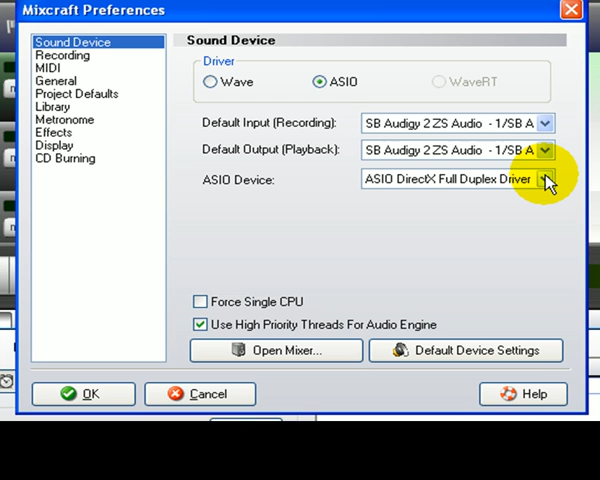 Mixcraft Preferences
Sound Device
Recording
MIDI
General
Project Defaults
Library
Metronome
Effects
Display
CD Burning
Sound Device
Driver
Wave
ASIO
WaveRT
Default Input (Recording):
SB Audigy 2 ZS Audio - 1/SB A
Default Output (Playback):
SB Audigy 2 ZS Audio - 1/SB A
ASIO Device:
ASIO DirectX Full Duplex Driver
Force Single CPU
Use High Priority Threads For Audio Engine
Open Mixer...
Default Device Settings
OK
Cancel
Help